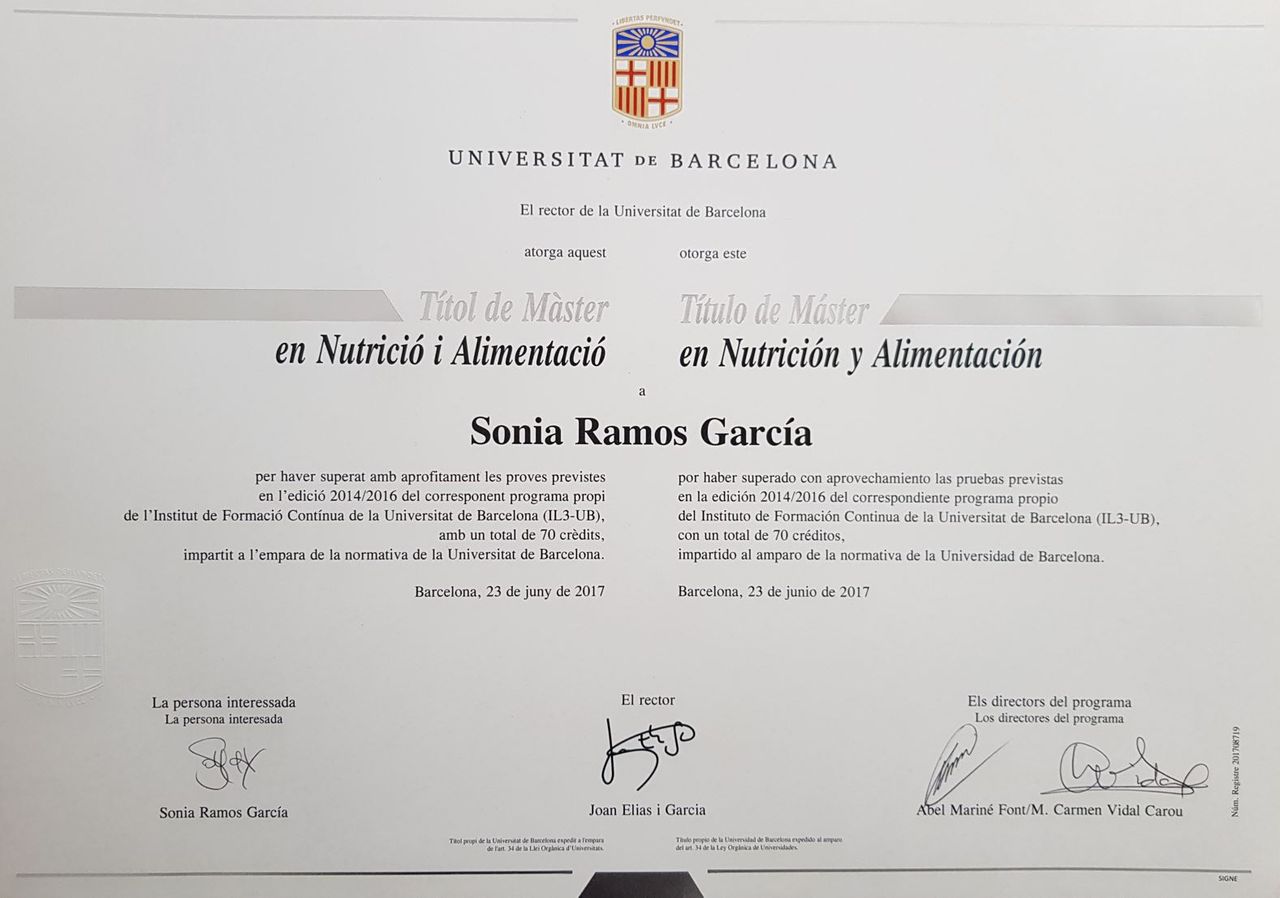 LIBERTAS PERFVNDET
OMNIA LVCE
UNIVERSITAT DE BARCELONA
El rector de la Universitat de Barcelona
atorga aquest
Títol de Màster
en Nutrició i Alimentació
otorga este
Título de Máster
en Nutrición y Alimentación
a
Sonia Ramos García
per haver superat amb aprofitament les proves previstes
en l'edició 2014/2016 del corresponent programa propi
de l'Institut de Formació Contínua de la Universitat de Barcelona (IL3-UB),
amb un total de 70 crèdits,
impartit a l'empara de la normativa de la Universitat de Barcelona.
Barcelona, 23 de juny de 2017
por haber superado con aprovechamiento las pruebas previstas
en la edición 2014/2016 del correspondiente programa propio
del Instituto de Formación Continua de la Universitat de Barcelona (IL3-UB),
con un total de 70 créditos,
impartido al amparo de la normativa de la Universidad de Barcelona.
Barcelona, 23 de junio de 2017
La persona interessada
La persona interesada
Sonia Ramos García
El rector
Joan Elias i Garcia
Els directors del programa
Los directores del programa
Abel Mariné Font/M. Carmen Vidal Carou
Núm. Registre 201708719
Títol propi de la Universitat de Barcelona expedit a l'empara
de l'art. 34 de la Llei Orgànica d'Universitats.
Título propio de la Universidad de Barcelona expedido al amparo
del art. 34 de la Ley Orgánica de Universidades.
SIGNE